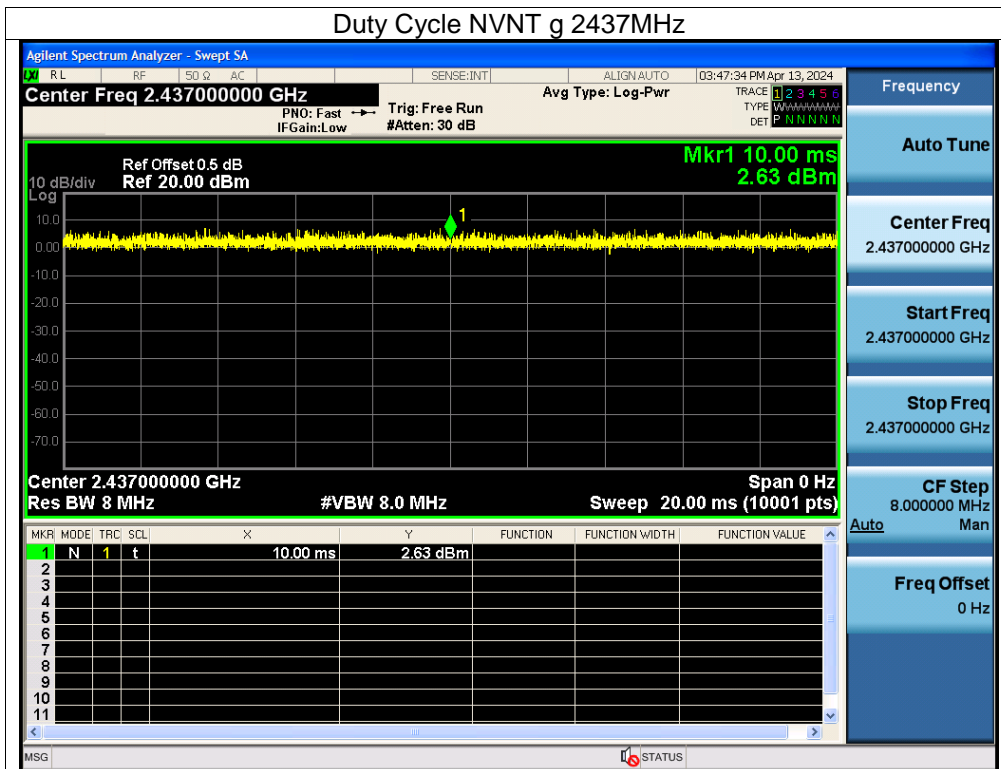 Duty Cycle NVNT g 2437MHz
Agilent Spectrum Analyzer - Swept SA
LXI RL RF 50 Ω AC SENSE:INT ALIGN AUTO 03:47:34 PM Apr 13, 2024
Center Freq 2.437000000 GHz Avg Type: Log-Pwr TRACE 1 2 3 4 5 6
PNO: Fast Trig: Free Run TYPE WWWWWW
IFGain:Low #Atten: 30 dB DET P N N N N N
Frequency
Auto Tune
Center Freq
2.437000000 GHz
Start Freq
2.437000000 GHz
Stop Freq
2.437000000 GHz
CF Step
8.000000 MHz
Auto Man
Freq Offset
0 Hz
Mkr1 10.00 ms
2.63 dBm
Ref Offset 0.5 dB
10 dB/div Ref 20.00 dBm
Log
10.0
0.00
-10.0
-20.0
-30.0
-40.0
-50.0
-60.0
-70.0
1
Center 2.437000000 GHz Span 0 Hz
Res BW 8 MHz #VBW 8.0 MHz Sweep 20.00 ms (10001 pts)
MKR MODE TRC SCL X Y FUNCTION FUNCTION WIDTH FUNCTION VALUE
1 N 1 t 10.00 ms 2.63 dBm
2
3
4
5
6
7
8
9
10
11
MSG STATUS